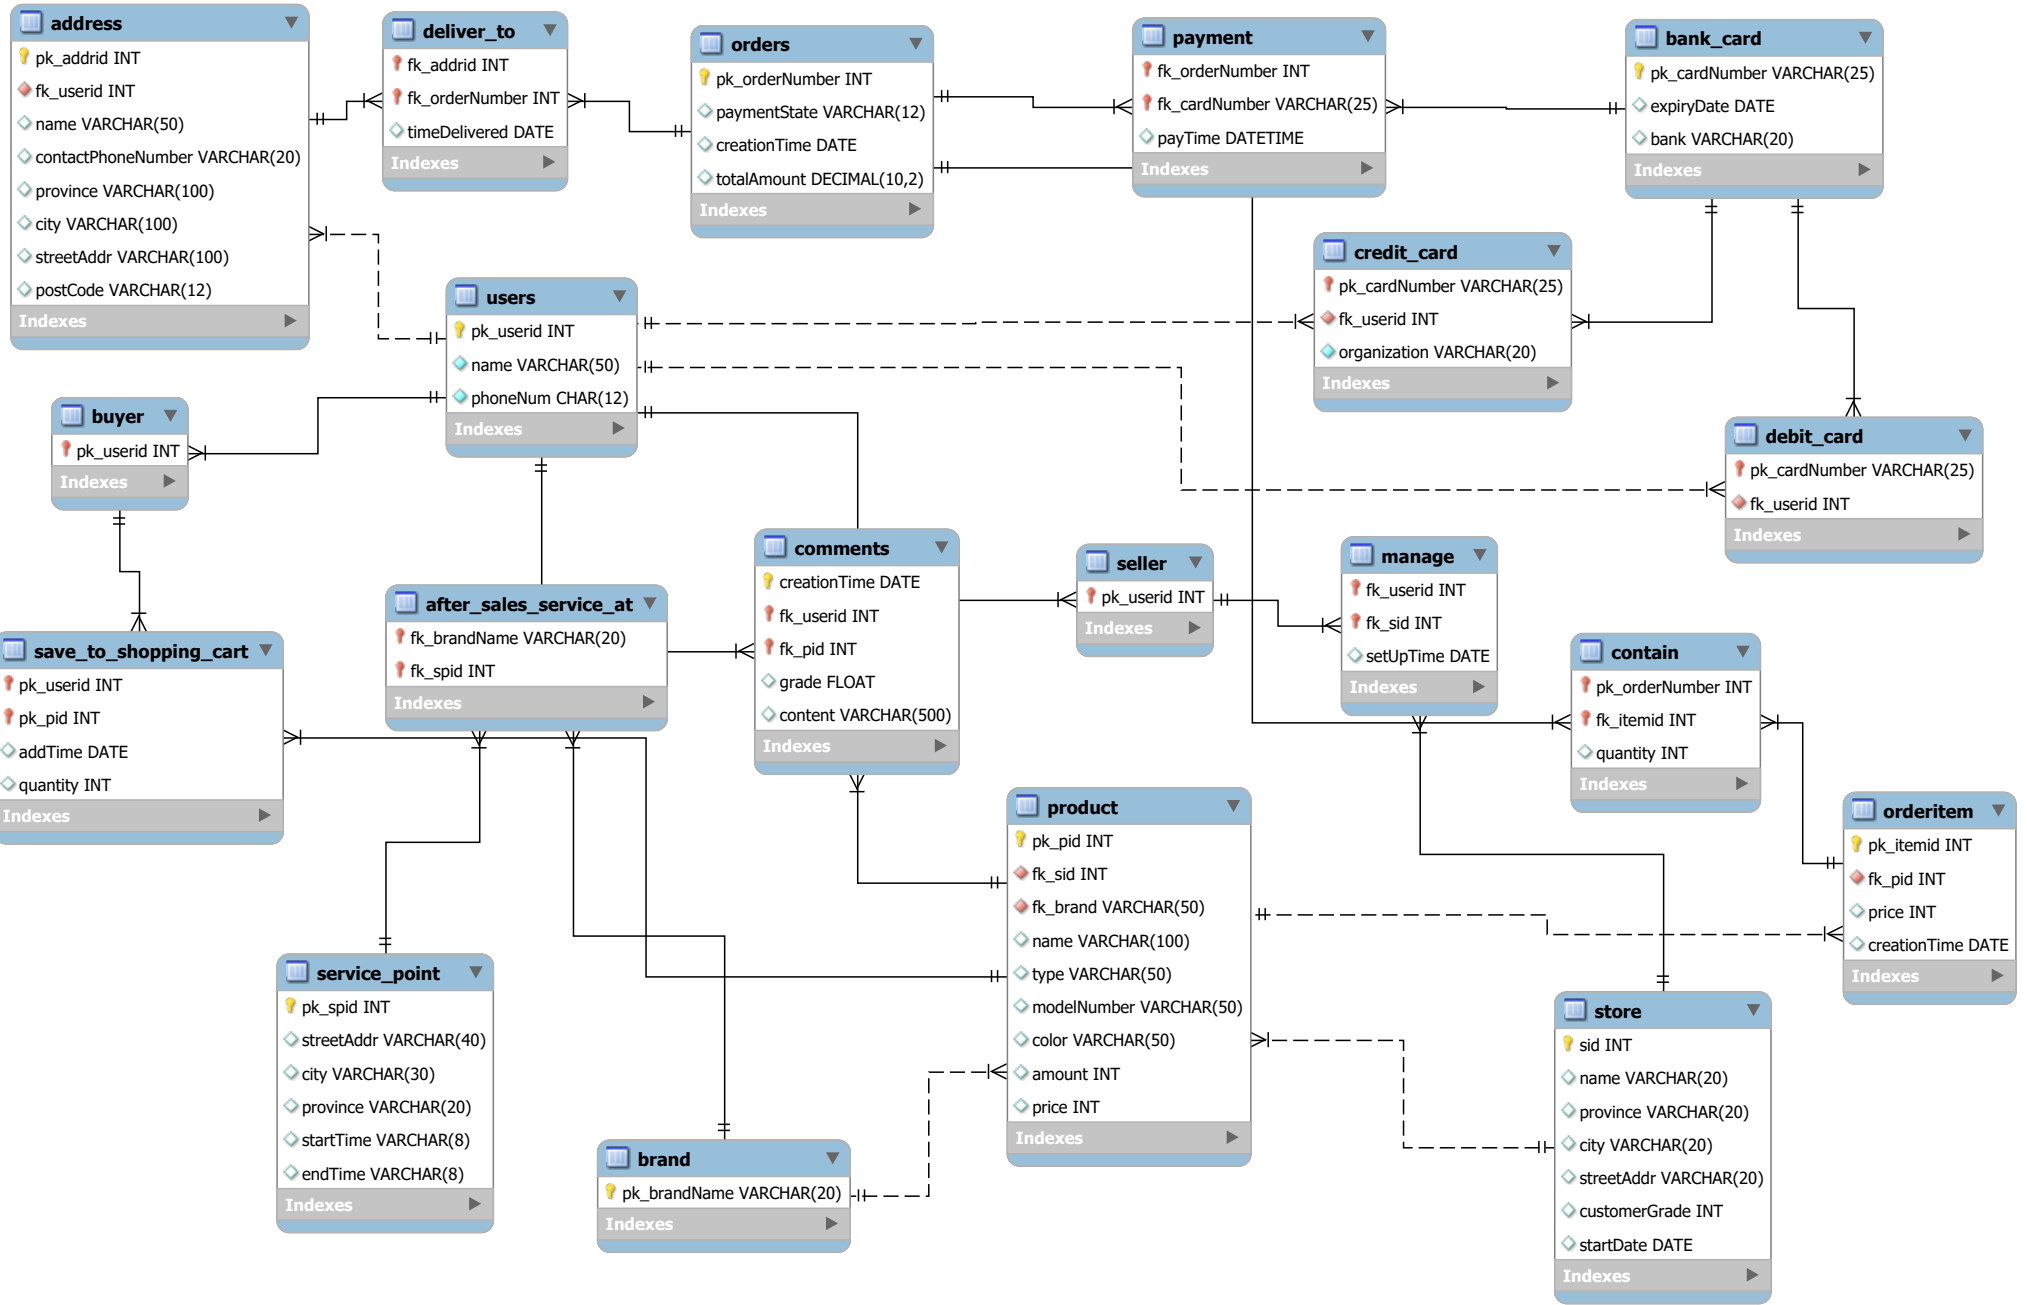 address
pk_addrid INT
fk_userid INT
name VARCHAR(50)
contactPhoneNumber VARCHAR(20)
province VARCHAR(100)
city VARCHAR(100)
streetAddr VARCHAR(100)
postCode VARCHAR(12)
Indexes
deliver_to
fk_addrid INT
fk_orderNumber INT
timeDelivered DATE
Indexes
orders
pk_orderNumber INT
paymentState VARCHAR(12)
creationTime DATE
totalAmount DECIMAL(10,2)
Indexes
payment
fk_orderNumber INT
fk_cardNumber VARCHAR(25)
payTime DATETIME
Indexes
bank_card
pk_cardNumber VARCHAR(25)
expiryDate DATE
bank VARCHAR(20)
Indexes
credit_card
pk_cardNumber VARCHAR(25)
fk_userid INT
organization VARCHAR(20)
Indexes
users
pk_userid INT
name VARCHAR(50)
phoneNum CHAR(12)
Indexes
buyer
pk_userid INT
Indexes
debit_card
pk_cardNumber VARCHAR(25)
fk_userid INT
Indexes
comments
creationTime DATE
fk_userid INT
fk_pid INT
grade FLOAT
content VARCHAR(500)
Indexes
seller
pk_userid INT
Indexes
manage
fk_userid INT
fk_sid INT
setUpTime DATE
Indexes
after_sales_service_at
fk_brandName VARCHAR(20)
fk_spid INT
Indexes
save_to_shopping_cart
pk_userid INT
pk_pid INT
addTime DATE
quantity INT
Indexes
contain
pk_orderNumber INT
fk_itemid INT
quantity INT
Indexes
product
pk_pid INT
fk_sid INT
fk_brand VARCHAR(50)
name VARCHAR(100)
type VARCHAR(50)
modelNumber VARCHAR(50)
color VARCHAR(50)
amount INT
price INT
Indexes
orderitem
pk_itemid INT
fk_pid INT
price INT
creationTime DATE
Indexes
service_point
pk_spid INT
streetAddr VARCHAR(40)
city VARCHAR(30)
province VARCHAR(20)
startTime VARCHAR(8)
endTime VARCHAR(8)
Indexes
store
sid INT
name VARCHAR(20)
province VARCHAR(20)
city VARCHAR(20)
streetAddr VARCHAR(20)
customerGrade INT
startDate DATE
Indexes
brand
pk_brandName VARCHAR(20)
Indexes